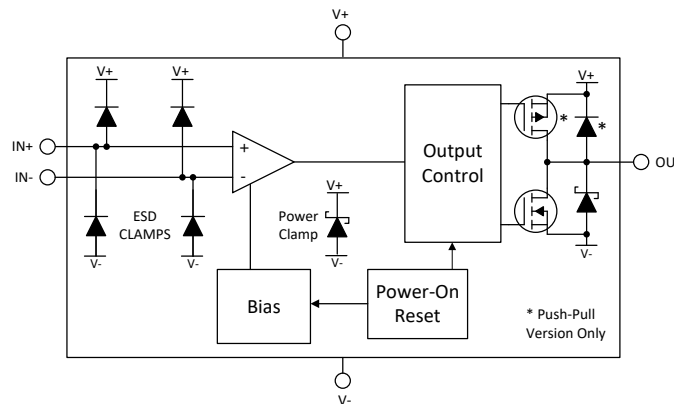 V+
V+
V+
V+
IN+
IN-
+
-
Output
Control
*
*
OU
ESD
CLAMPS
Power
Clamp
V+
V-
V-
V-
V-
Bias
Power-On
Reset
* Push-Pull
Version Only
V-